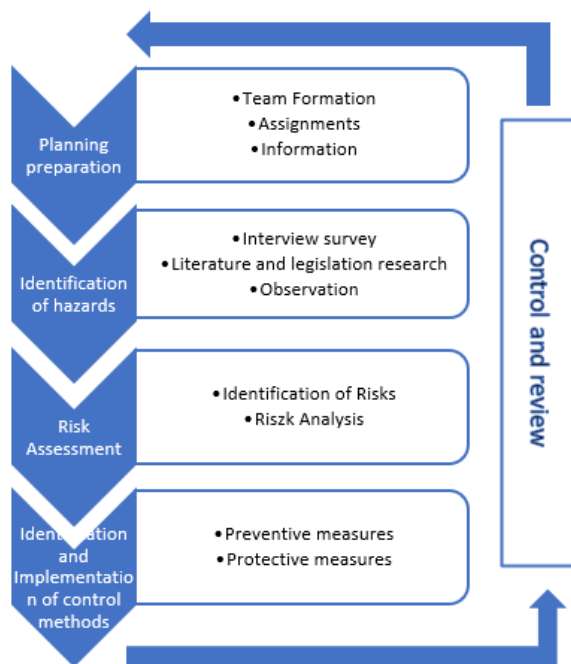 Planning
preparation
•Team Formation
•Assignments
•Information
Identification
of hazards
•Interview survey
•Literature and legislation research
•Observation
Risk
Assessment
•Identification of Risks
•Riszk Analysis
Identification
and
Implementatio
n of control
methods
•Preventive measures
•Protective measures
Control and review